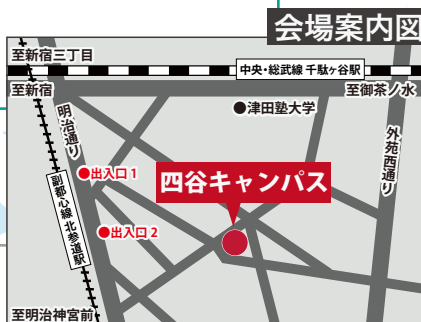 会場案内図
至新宿三丁目
中央・総武線 千駄ヶ谷駅
至新宿
至御茶ノ水
明治通り
●津田塾大学
外苑西通り
●出入口1
四谷キャンパス
副都心線 北参道駅
●出入口2
至明治神宮前